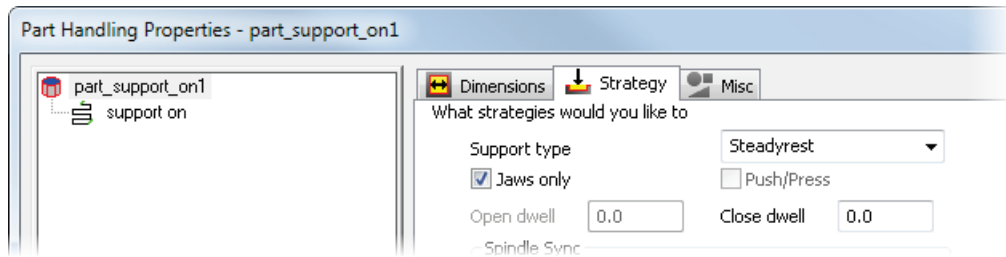 Part Handling Properties - part_support_on1
part_support_on1
support on
Dimensions Strategy Misc
What strategies would you like to
Support type Steadyrest
Jaws only Push/Press
Open dwell 0.0 Close dwell 0.0
Spindle Sync